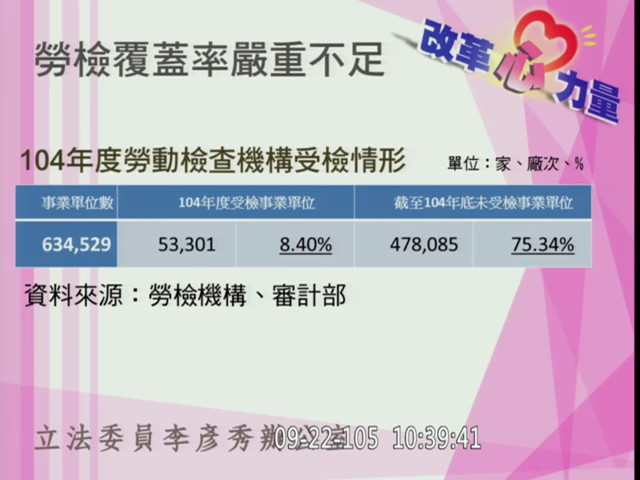 勞檢覆蓋率嚴重不足
改革心力量
104年度勞動檢查機構受檢情形
單位：家、廠次、%
事業單位數 104年度受檢事業單位 截至104年底未受檢事業單位
634,529 53,301 8.40% 478,085 75.34%
資料來源：勞檢機構、審計部
立法委員李彥秀辦公室
09-22-105 10:39:41